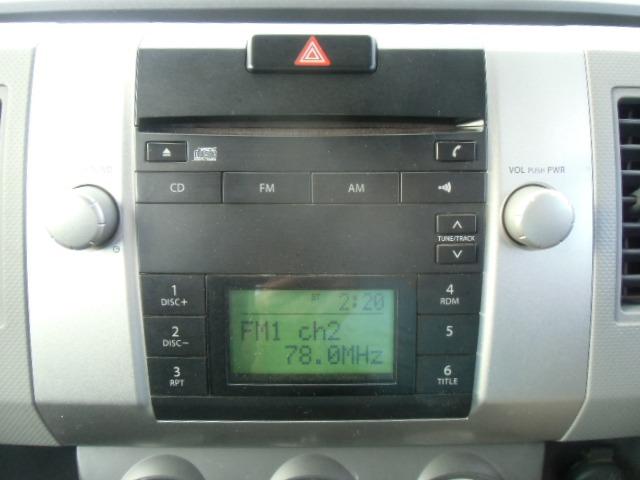 VOL PUSH PWR
CD FM AM
TUNE/TRACK
1
DISC+
2
DISC−
3
RPT
ST 2:20
FM1 ch2
78.0MHz
4
RDM
5
6
TITLE